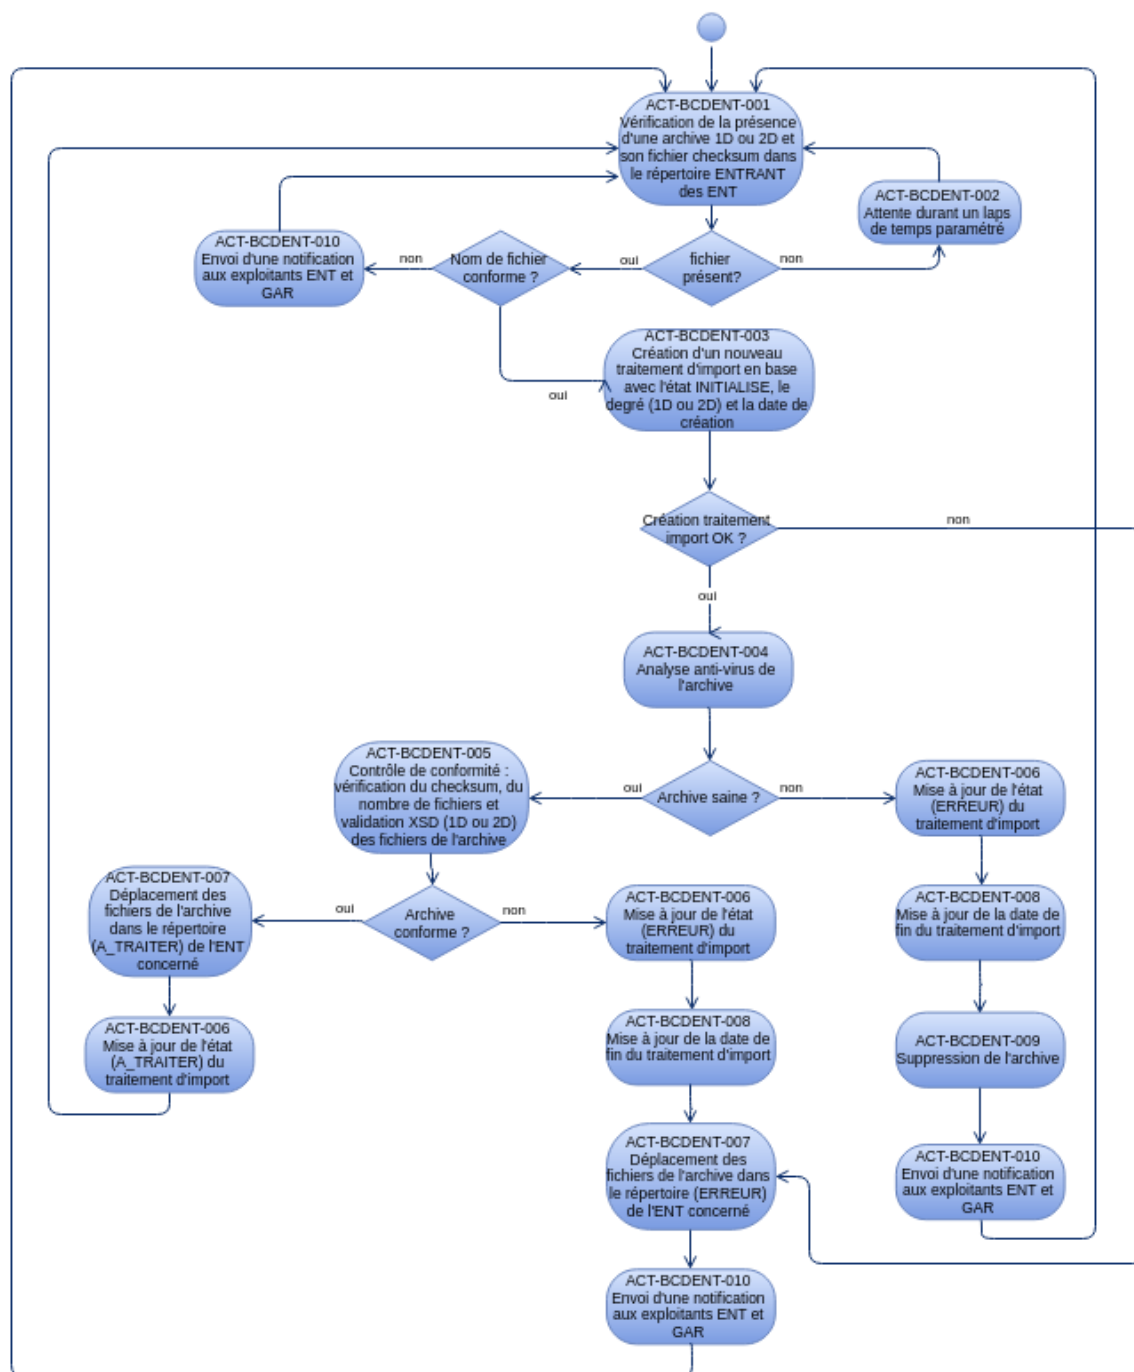 ACT-BCDENT-001
Vérification de la présence
d'une archive 1D ou 2D et
son fichier checksum dans
le répertoire ENTRANT
des ENT
ACT-BCDENT-002
Attente durant un laps
de temps paramétré
ACT-BCDENT-010
Envoi d'une notification
aux exploitants ENT et
GAR
non
Nom de fichier
conforme ?
oui
fichier
présent?
non
oui
ACT-BCDENT-003
Création d'un nouveau
traitement d'import en base
avec l'état INITIALISE, le
degré (1D ou 2D) et la date de
création
Création traitement
import OK ?
non
oui
ACT-BCDENT-004
Analyse anti-virus de
l'archive
ACT-BCDENT-005
Contrôle de conformité :
vérification du checksum, du
nombre de fichiers et
validation XSD (1D ou 2D)
des fichiers de l'archive
oui
Archive saine ?
non
ACT-BCDENT-006
Mise à jour de l'état
(ERREUR) du
traitement d'import
ACT-BCDENT-007
Déplacement des
fichiers de l'archive
dans le répertoire
(A_TRAITER) de l'ENT
concerné
oui
Archive
conforme ?
non
ACT-BCDENT-006
Mise à jour de l'état
(ERREUR) du
traitement d'import
ACT-BCDENT-008
Mise à jour de la date de
fin du traitement d'import
ACT-BCDENT-006
Mise à jour de l'état
(A_TRAITER) du
traitement d'import
ACT-BCDENT-008
Mise à jour de la date de
fin du traitement d'import
ACT-BCDENT-009
Suppression de l'archive
ACT-BCDENT-007
Déplacement des
fichiers de l'archive dans
le répertoire (ERREUR)
de l'ENT concerné
ACT-BCDENT-010
Envoi d'une notification
aux exploitants ENT et
GAR
ACT-BCDENT-010
Envoi d'une notification
aux exploitants ENT et
GAR